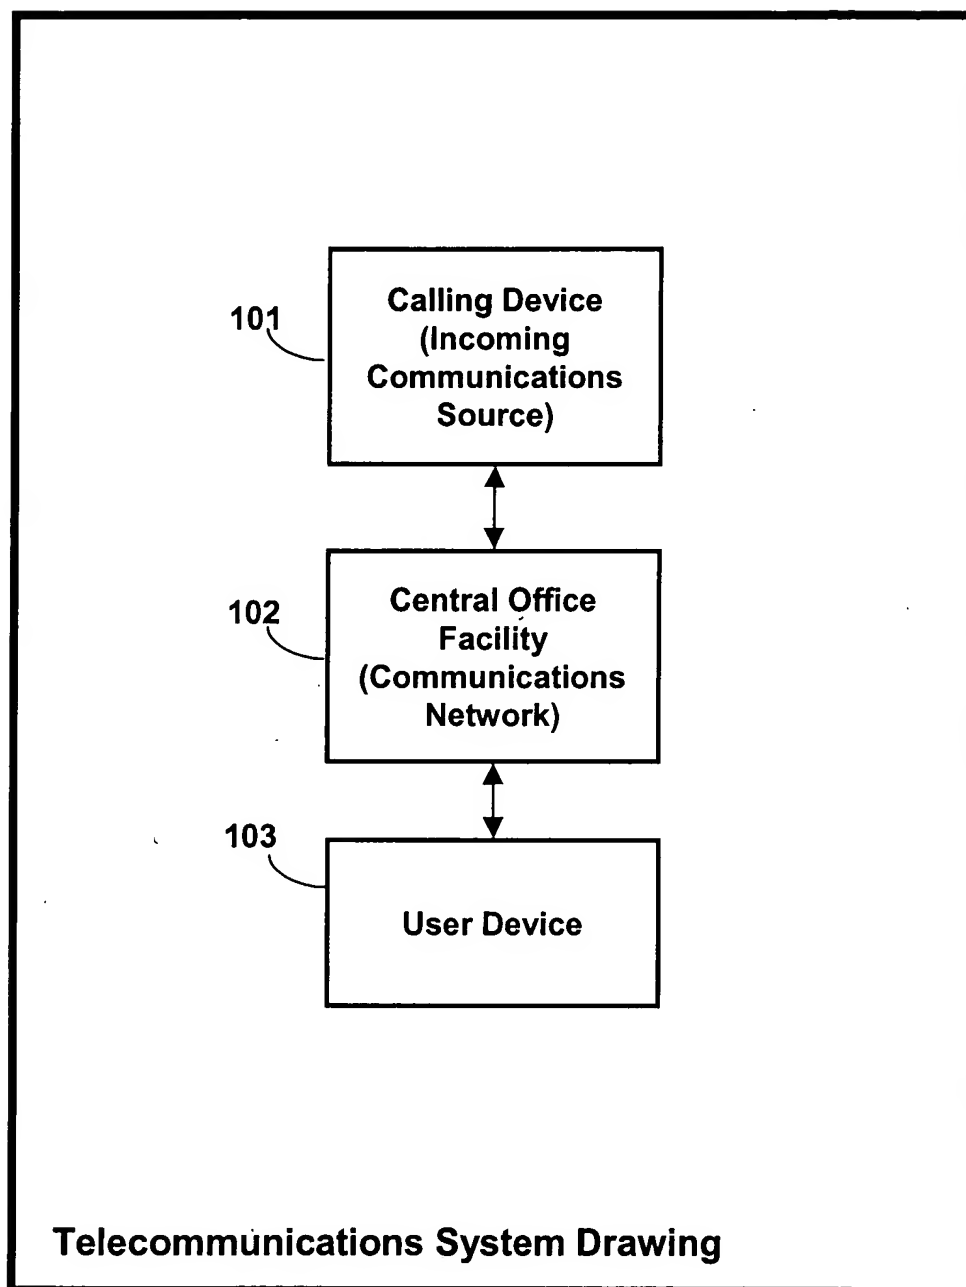 101
Calling Device
(Incoming
Communications
Source)
102
Central Office
Facility
(Communications
Network)
103
User Device
Telecommunications System Drawing